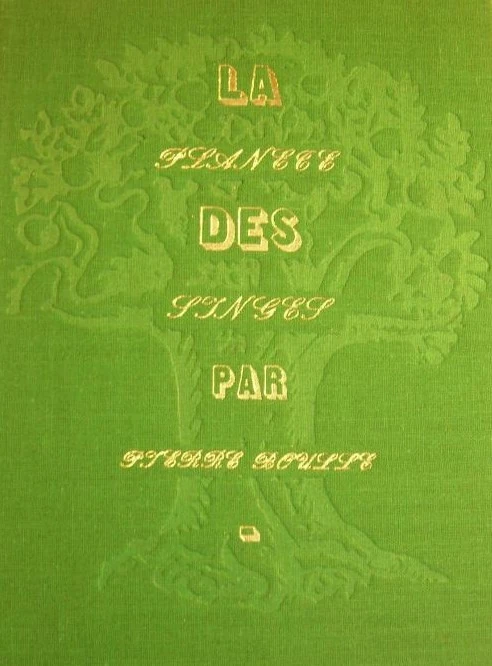 LA
PLANETE
DES
SINGES
PAR
PIERRE BOULLE